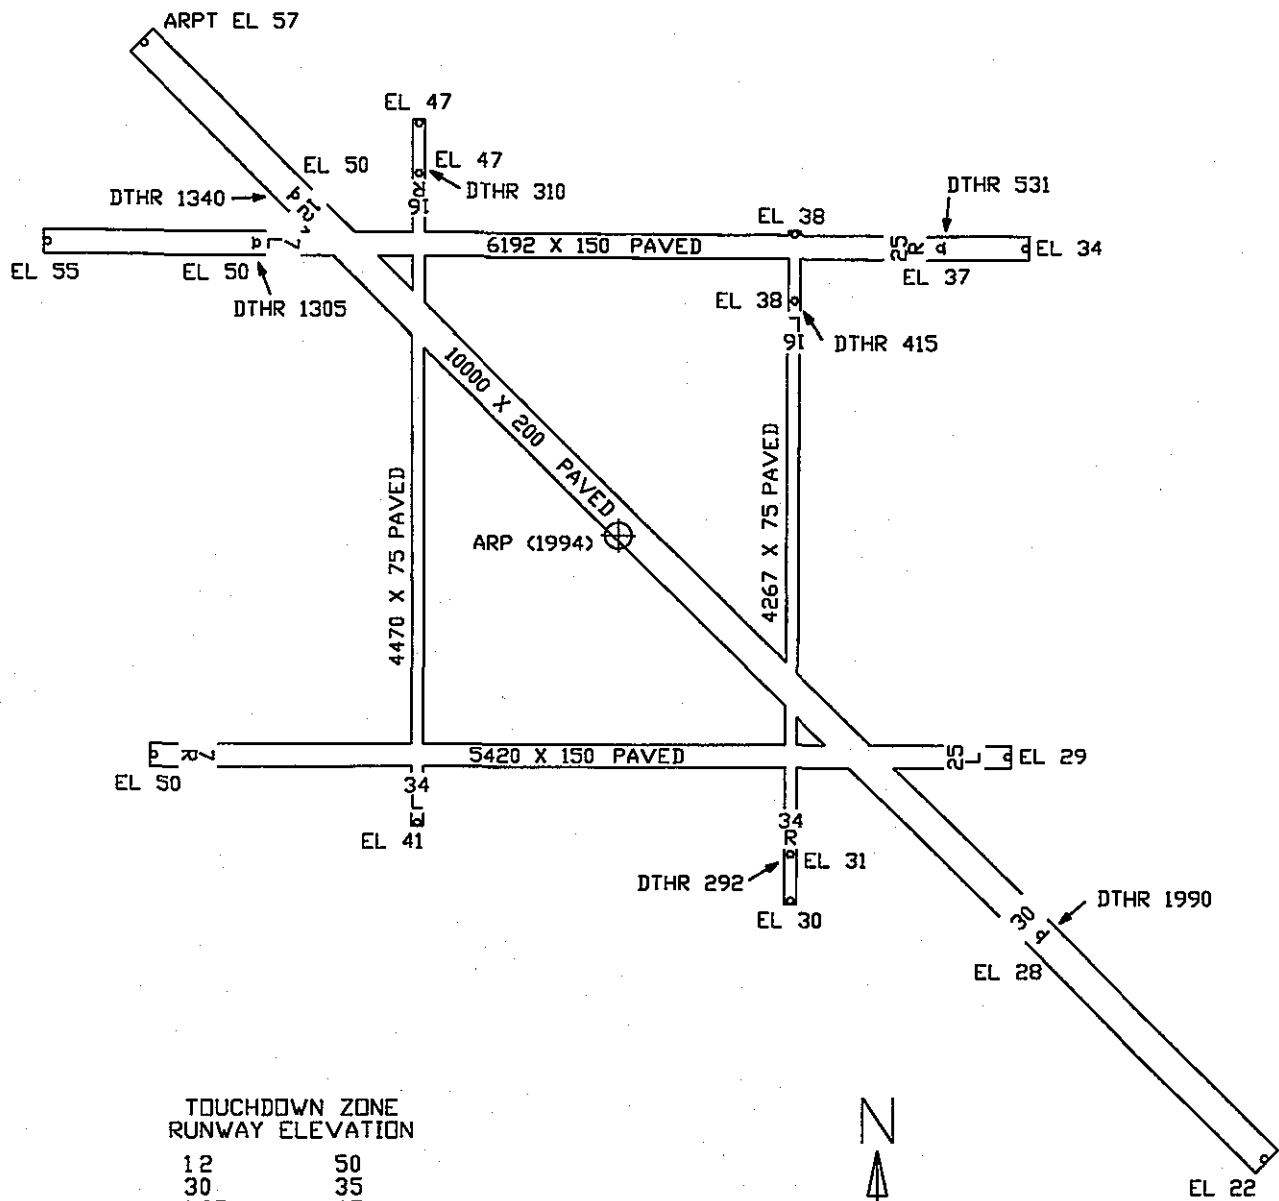 ARPT EL 57
EL 47
EL 50
EL 47
DTHR 1340
DTHR 310
DTHR 531
12
16
R
EL 38
7
L
6192 X 150 PAVED
25
R
EL 34
EL 55
EL 50
EL 37
DTHR 1305
EL 38
L
16
DTHR 415
10000 X 200 PAVED
4470 X 75 PAVED
4267 X 75 PAVED
ARP (1994)
7
R
5420 X 150 PAVED
25
L
EL 50
EL 29
34
L
EL 41
34
R
EL 31
DTHR 292
EL 30
DTHR 1990
30
EL 28
TOUCHDOWN ZONE
RUNWAY ELEVATION
12 50
30 35
N
EL 22